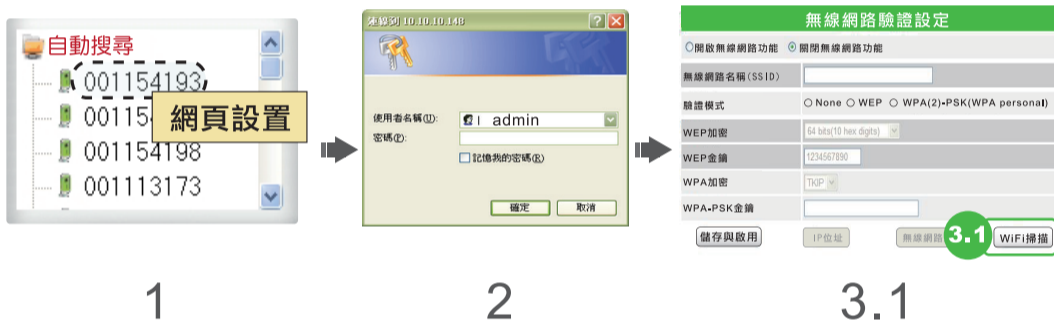 自動搜尋
001154193
00115
網頁設置
001154198
001113173
連線到 10.10.10.148
使用者名稱(U):
admin
密碼(P):
記憶我的密碼(R)
確定
取消
無線網路驗證設定
開啟無線網路功能 關閉無線網路功能
無線網路名稱(SSID)
驗證模式 None WEP WPA(2)-PSK(WPA personal)
WEP加密 64 bits(10 hex digits)
WEP金鑰 1234567890
WPA加密 TKIP
WPA-PSK金鑰
儲存與啟用 IP位址 無線網路 3.1 WiFi掃描
1
2
3.1